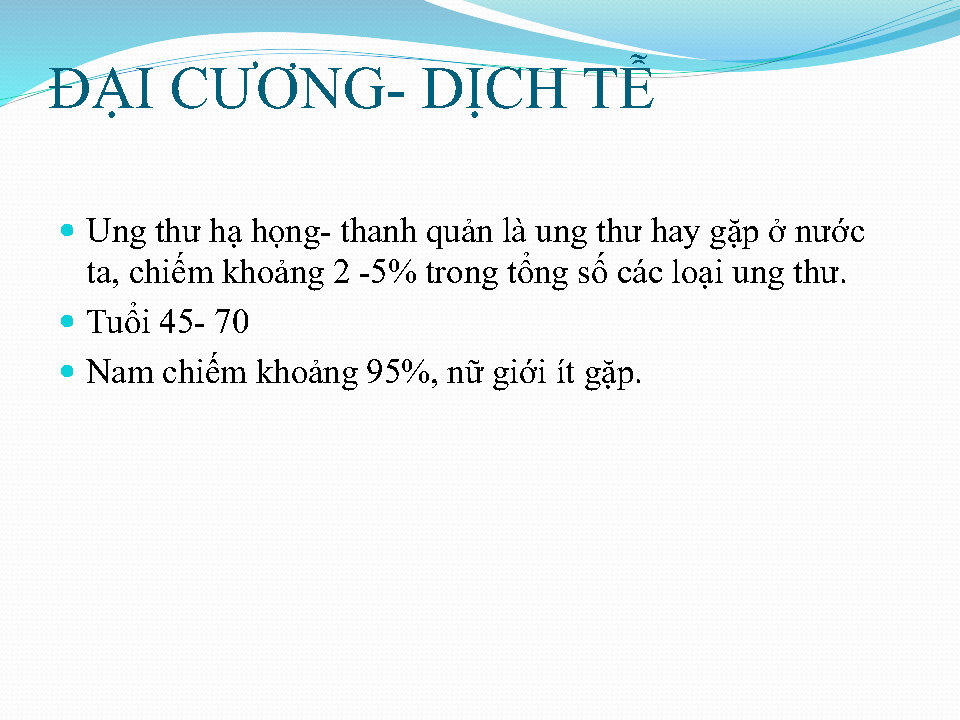 ĐẠI CƯƠNG- DỊCH TỄ
Ung thư hạ họng- thanh quản là ung thư hay gặp ở nước
ta, chiếm khoảng 2 -5% trong tổng số các loại ung thư.
Tuổi 45- 70
Nam chiếm khoảng 95%, nữ giới ít gặp.